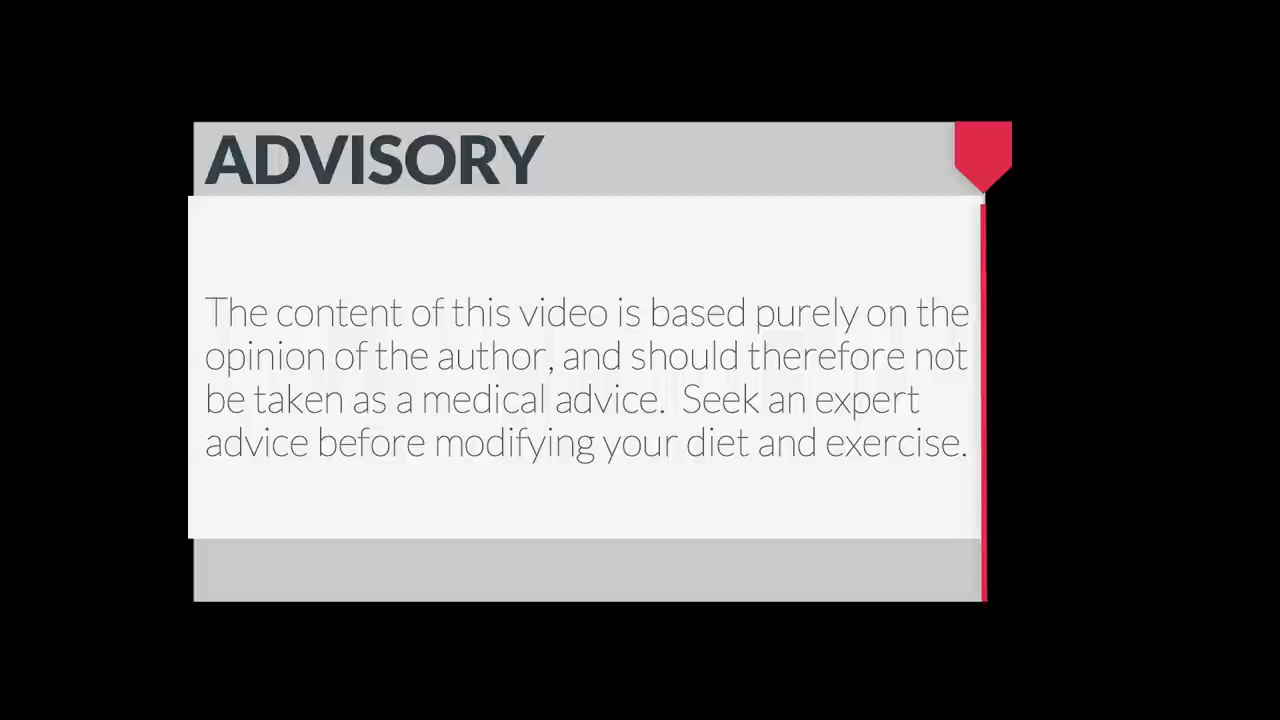 ADVISORY
The content of this video is based purely on the
opinion of the author, and should therefore not
be taken as a medical advice.  Seek an expert
advice before modifying your diet and exercise.